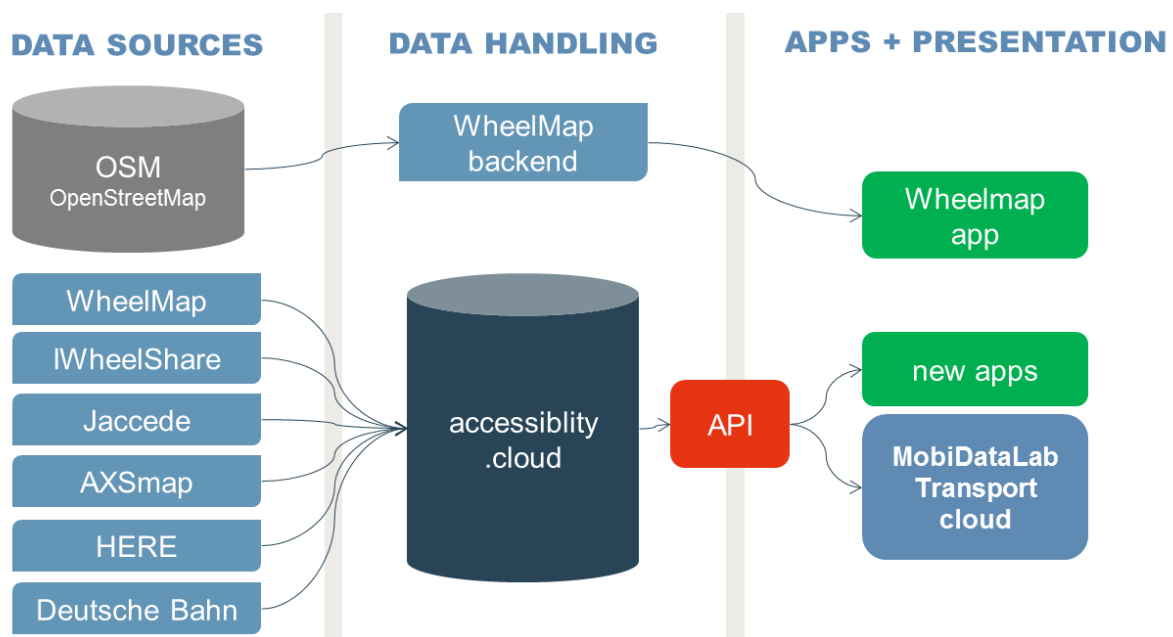 DATA SOURCES
DATA HANDLING
APPS + PRESENTATION
OSM
OpenStreetMap
WheelMap
backend
Wheelmap
app
WheelMap
IWheelShare
Jaccede
AXSmap
HERE
Deutsche Bahn
accessiblity
.cloud
API
new apps
MobiDataLab
Transport
cloud